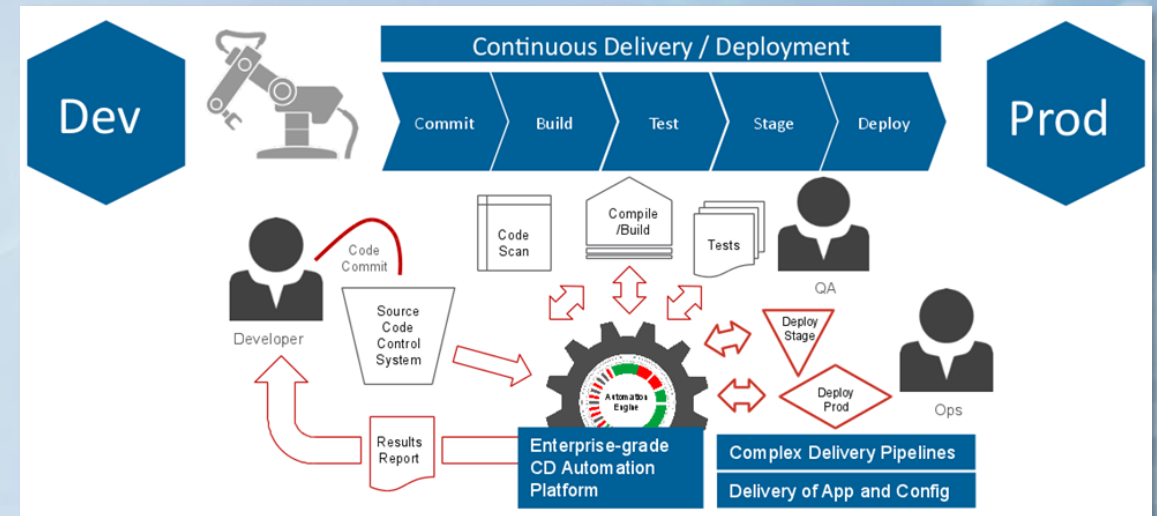 Continuous Delivery / Deployment
Dev
Commit
Build
Test
Stage
Deploy
Prod
Code
Scan
Compile
/Build
Tests
QA
Code
Commit
Developer
Source
Code
Control
System
Deploy
Stage
Automation
Engine
Deploy
Prod
Ops
Results
Report
Enterprise-grade
CD Automation
Platform
Complex Delivery Pipelines
Delivery of App and Config